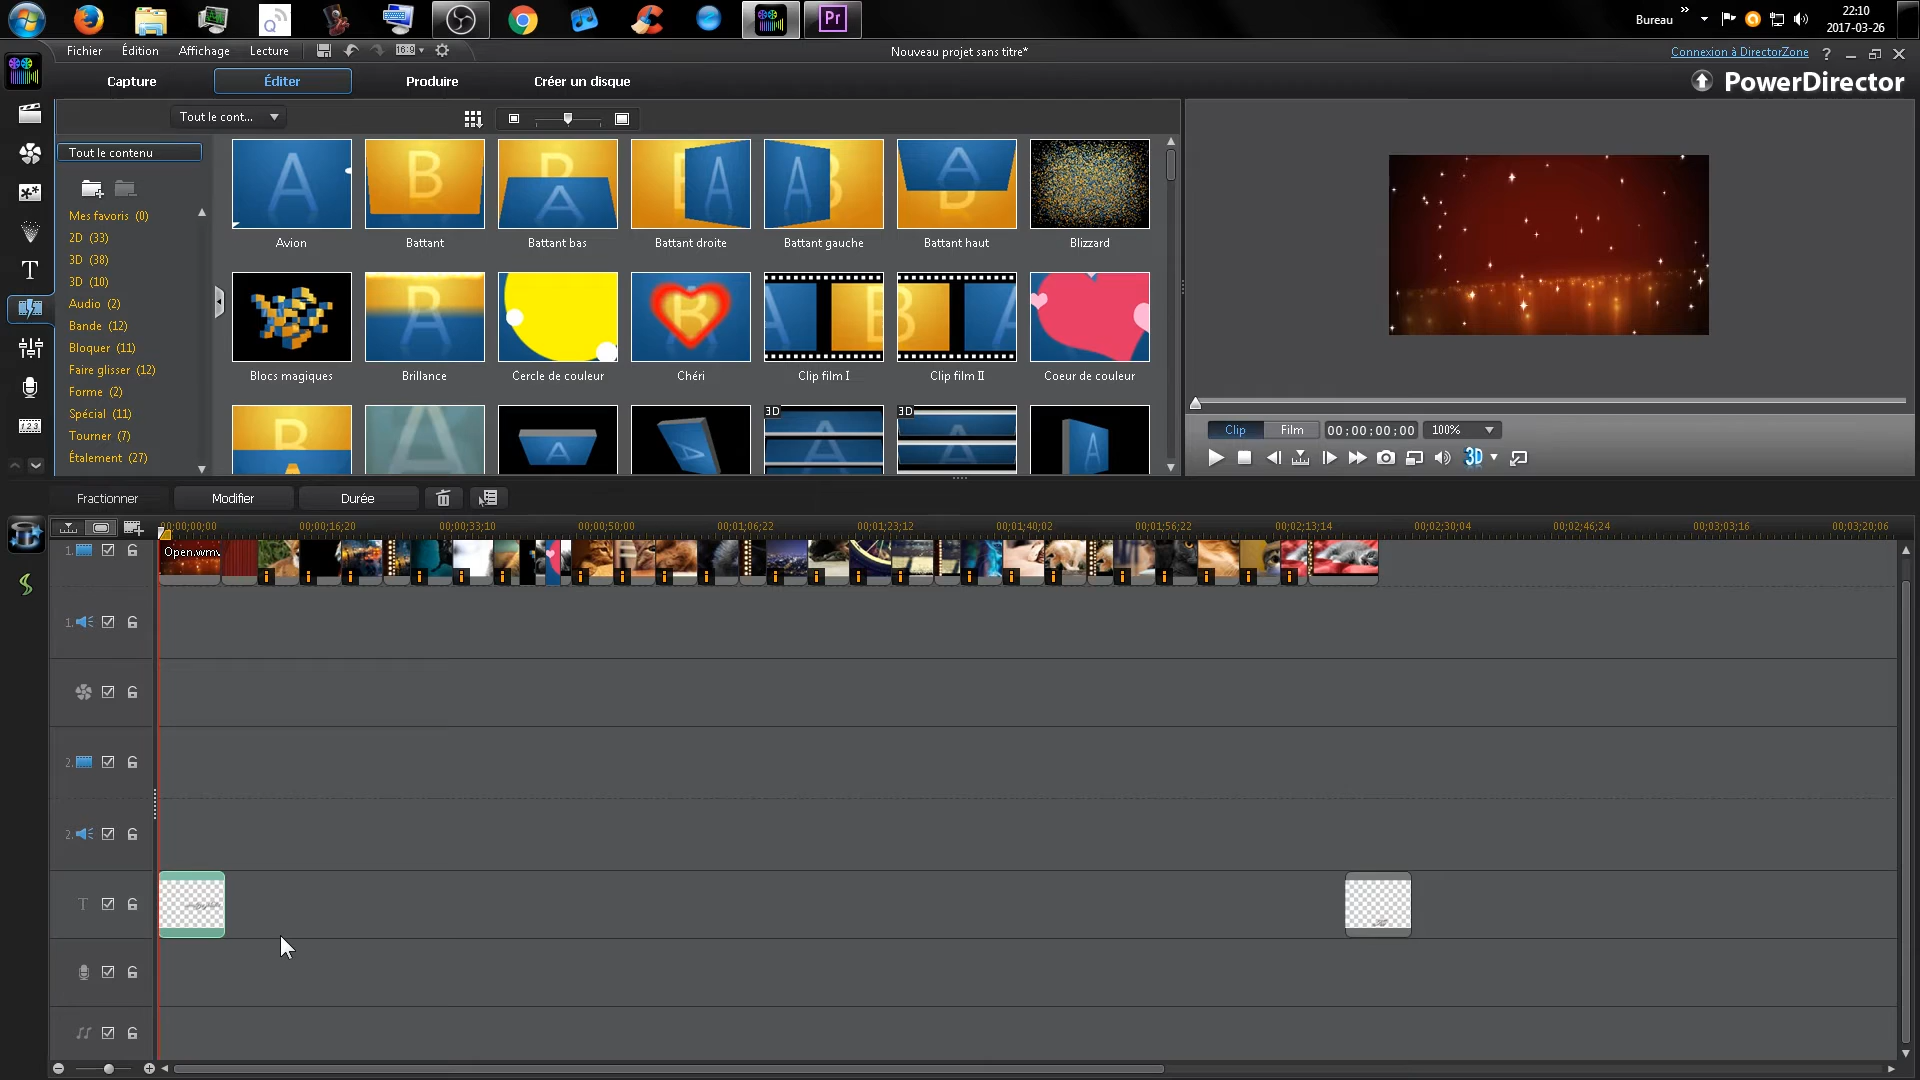 Pr
Bureau
22:10
2017-03-26
Fichier Édition Affichage Lecture
16:9
Nouveau projet sans titre*
Connexion à DirectorZone
?
Capture
Éditer
Produire
Créer un disque
PowerDirector
Tout le cont...
Tout le contenu
Mes favoris (0)
2D (33)
3D (38)
3D (10)
Audio (2)
Bande (12)
Bloquer (11)
Faire glisser (12)
Forme (2)
Spécial (11)
Tourner (7)
Étalement (27)
Avion
Battant
Battant bas
Battant droite
Battant gauche
Battant haut
Blizzard
Blocs magiques
Brillance
Cercle de couleur
Chéri
Clip film I
Clip film II
Coeur de couleur
3D
3D
Clip
Film
00;00;00;00
100%
3D
Fractionner
Modifier
Durée
00;00;00;00
00;00;16;20
00;00;33;10
00;00;50;00
00;01;06;22
00;01;23;12
00;01;40;02
00;01;56;22
00;02;13;14
00;02;30;04
00;02;46;24
00;03;03;16
00;03;20;06
1.
Open.wmv
1.
2.
2.
T